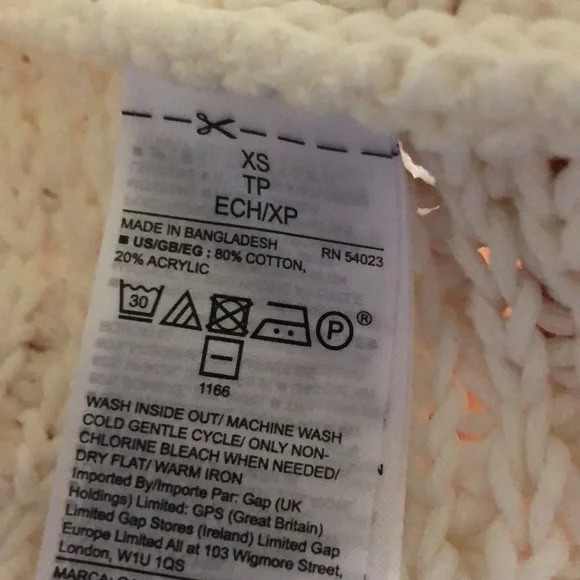 XS
TP
ECH/XP
MADE IN BANGLADESH RN 54023
■ US/GB/EG : 80% COTTON,
20% ACRYLIC
30 P ®
1166
WASH INSIDE OUT/ MACHINE WASH
COLD GENTLE CYCLE/ ONLY NON-
CHLORINE BLEACH WHEN NEEDED/
DRY FLAT/ WARM IRON
Imported By/Importe Par: Gap (UK
Holdings) Limited: GPS (Great Britain)
Limited Gap Stores (Ireland) Limited Gap
Europe Limited All at 103 Wigmore Street,
London, W1U 1QS